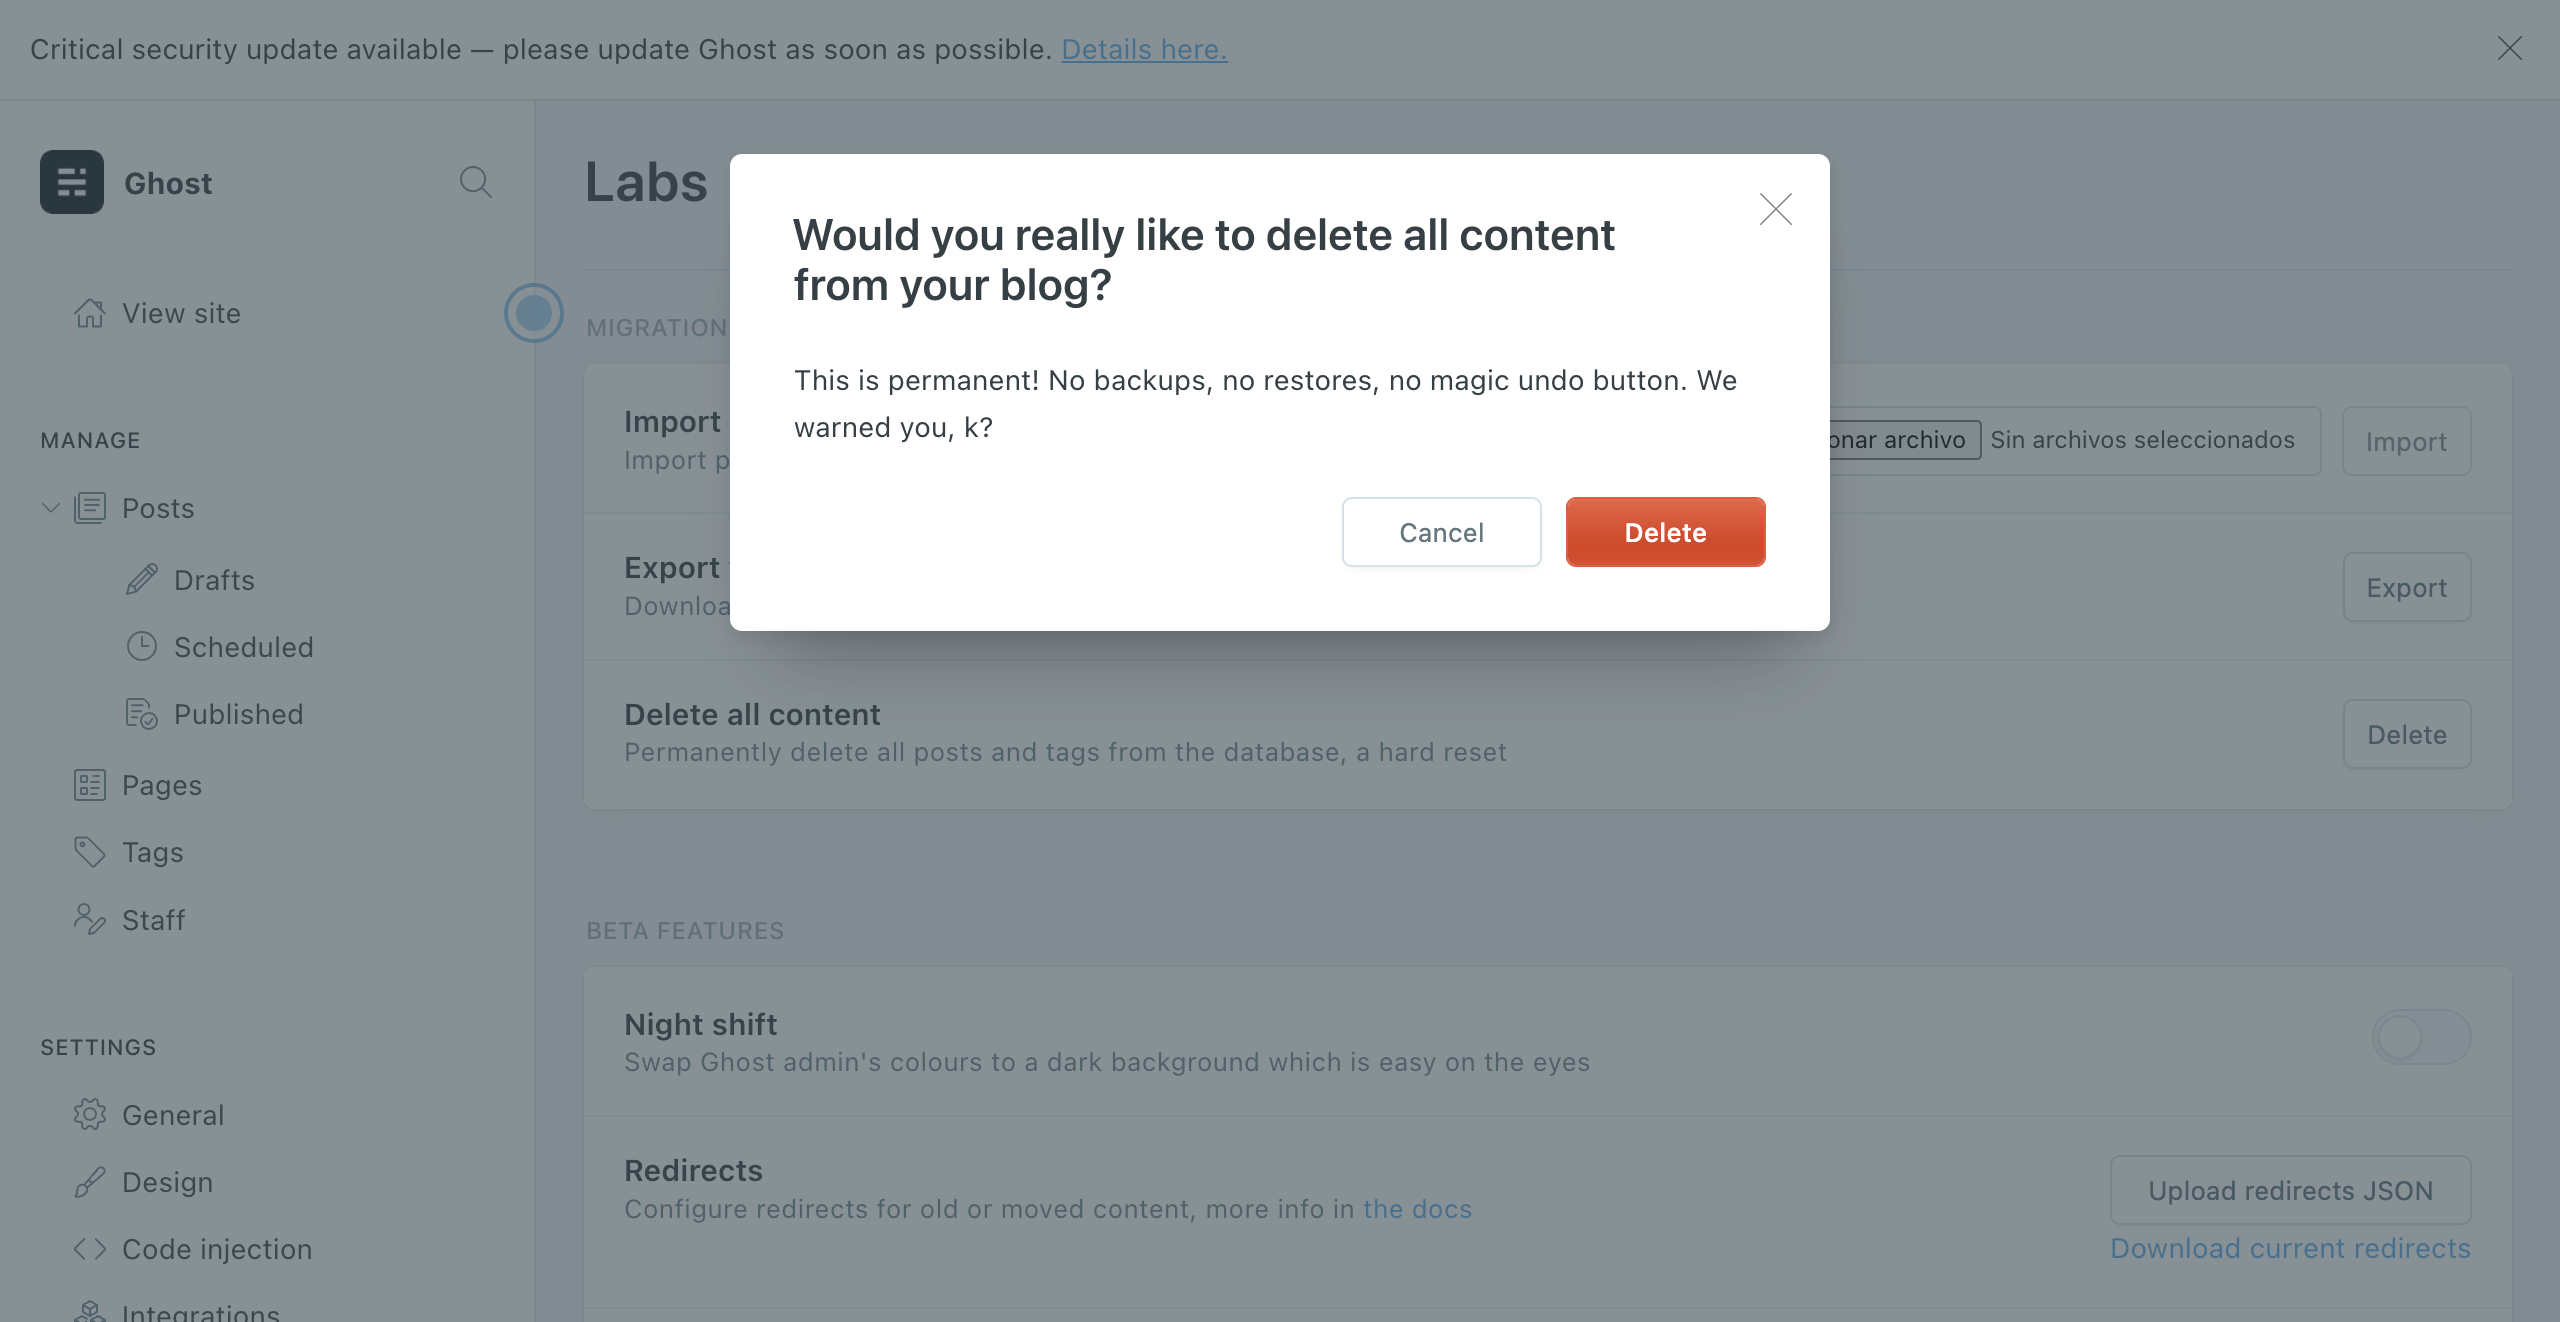 Critical security update available — please update Ghost as soon as possible. Details here.
Ghost
View site
MANAGE
Posts
Drafts
Scheduled
Published
Pages
Tags
Staff
SETTINGS
General
Design
Code injection
Integrations
Labs
Would you really like to delete all content
from your blog?
This is permanent! No backups, no restores, no magic undo button. We
warned you, k?
Cancel
Delete
MIGRATION
Import
Import
onar archivo
Sin archivos seleccionados
Import
Export
Export
Delete all content
Permanently delete all posts and tags from the database, a hard reset
Delete
BETA FEATURES
Night shift
Swap Ghost admin's colours to a dark background which is easy on the eyes
Redirects
Configure redirects for old or moved content, more info in the docs
Upload redirects JSON
Download current redirects